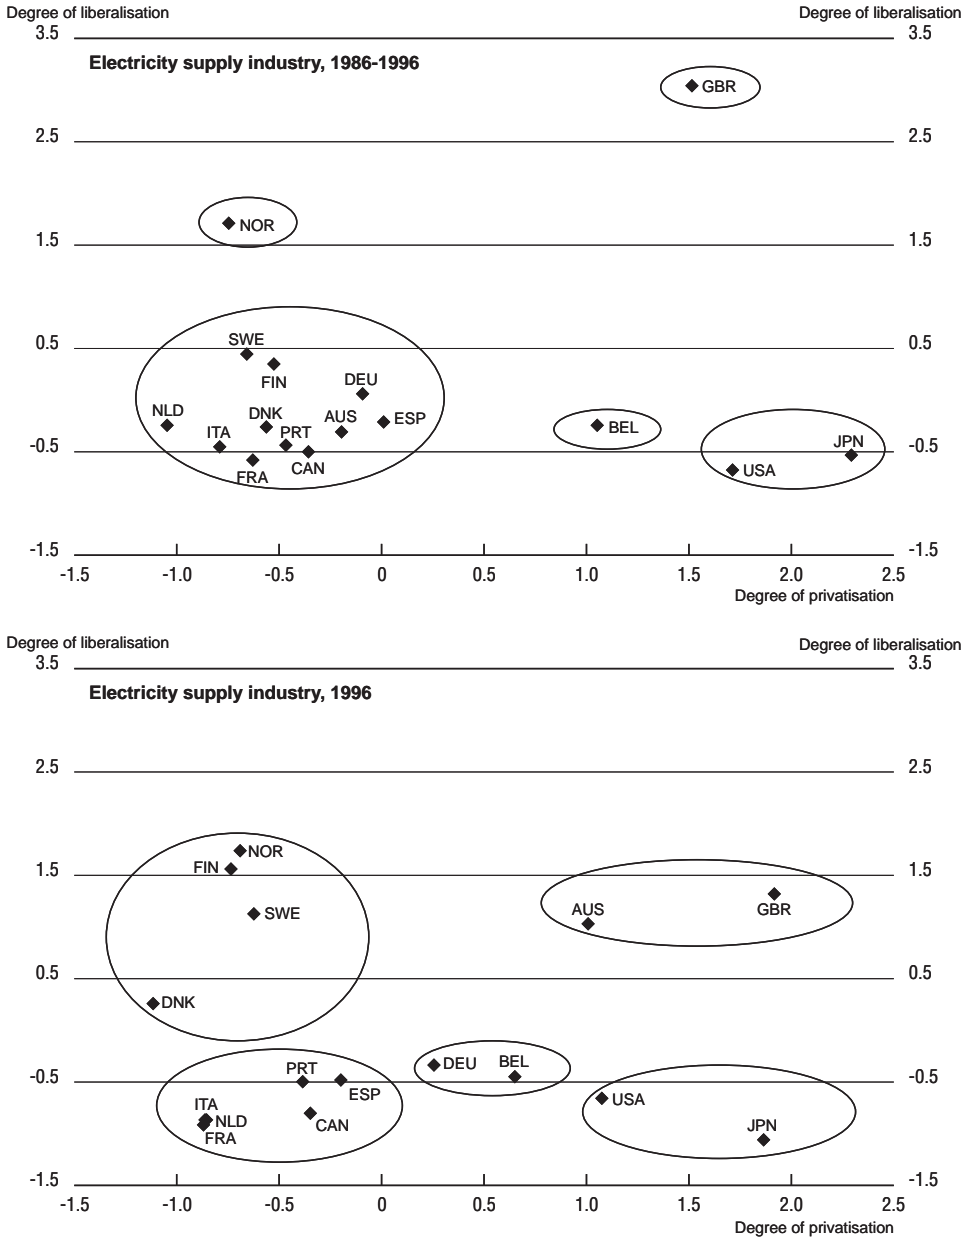 Degree of liberalisation Degree of liberalisation
3.5 3.5
Electricity supply industry, 1986-1996
GBR
2.5 2.5
NOR
1.5 1.5
SWE
0.5 0.5
FIN
DEU
NLD DNK AUS ESP
ITA PRT BEL
JPN
-0.5 -0.5
CAN USA
FRA
-1.5 -1.5
-1.5 -1.0 -0.5 0 0.5 1.0 1.5 2.0 2.5
Degree of privatisation
Degree of liberalisation Degree of liberalisation
3.5 3.5
Electricity supply industry, 1996
2.5 2.5
NOR
FIN
1.5 1.5
AUS GBR
SWE
0.5 0.5
DNK
DEU BEL
PRT
-0.5 -0.5
ESP USA
ITA
NLD CAN JPN
FRA
-1.5 -1.5
-1.5 -1.0 -0.5 0 0.5 1.0 1.5 2.0 2.5
Degree of privatisation